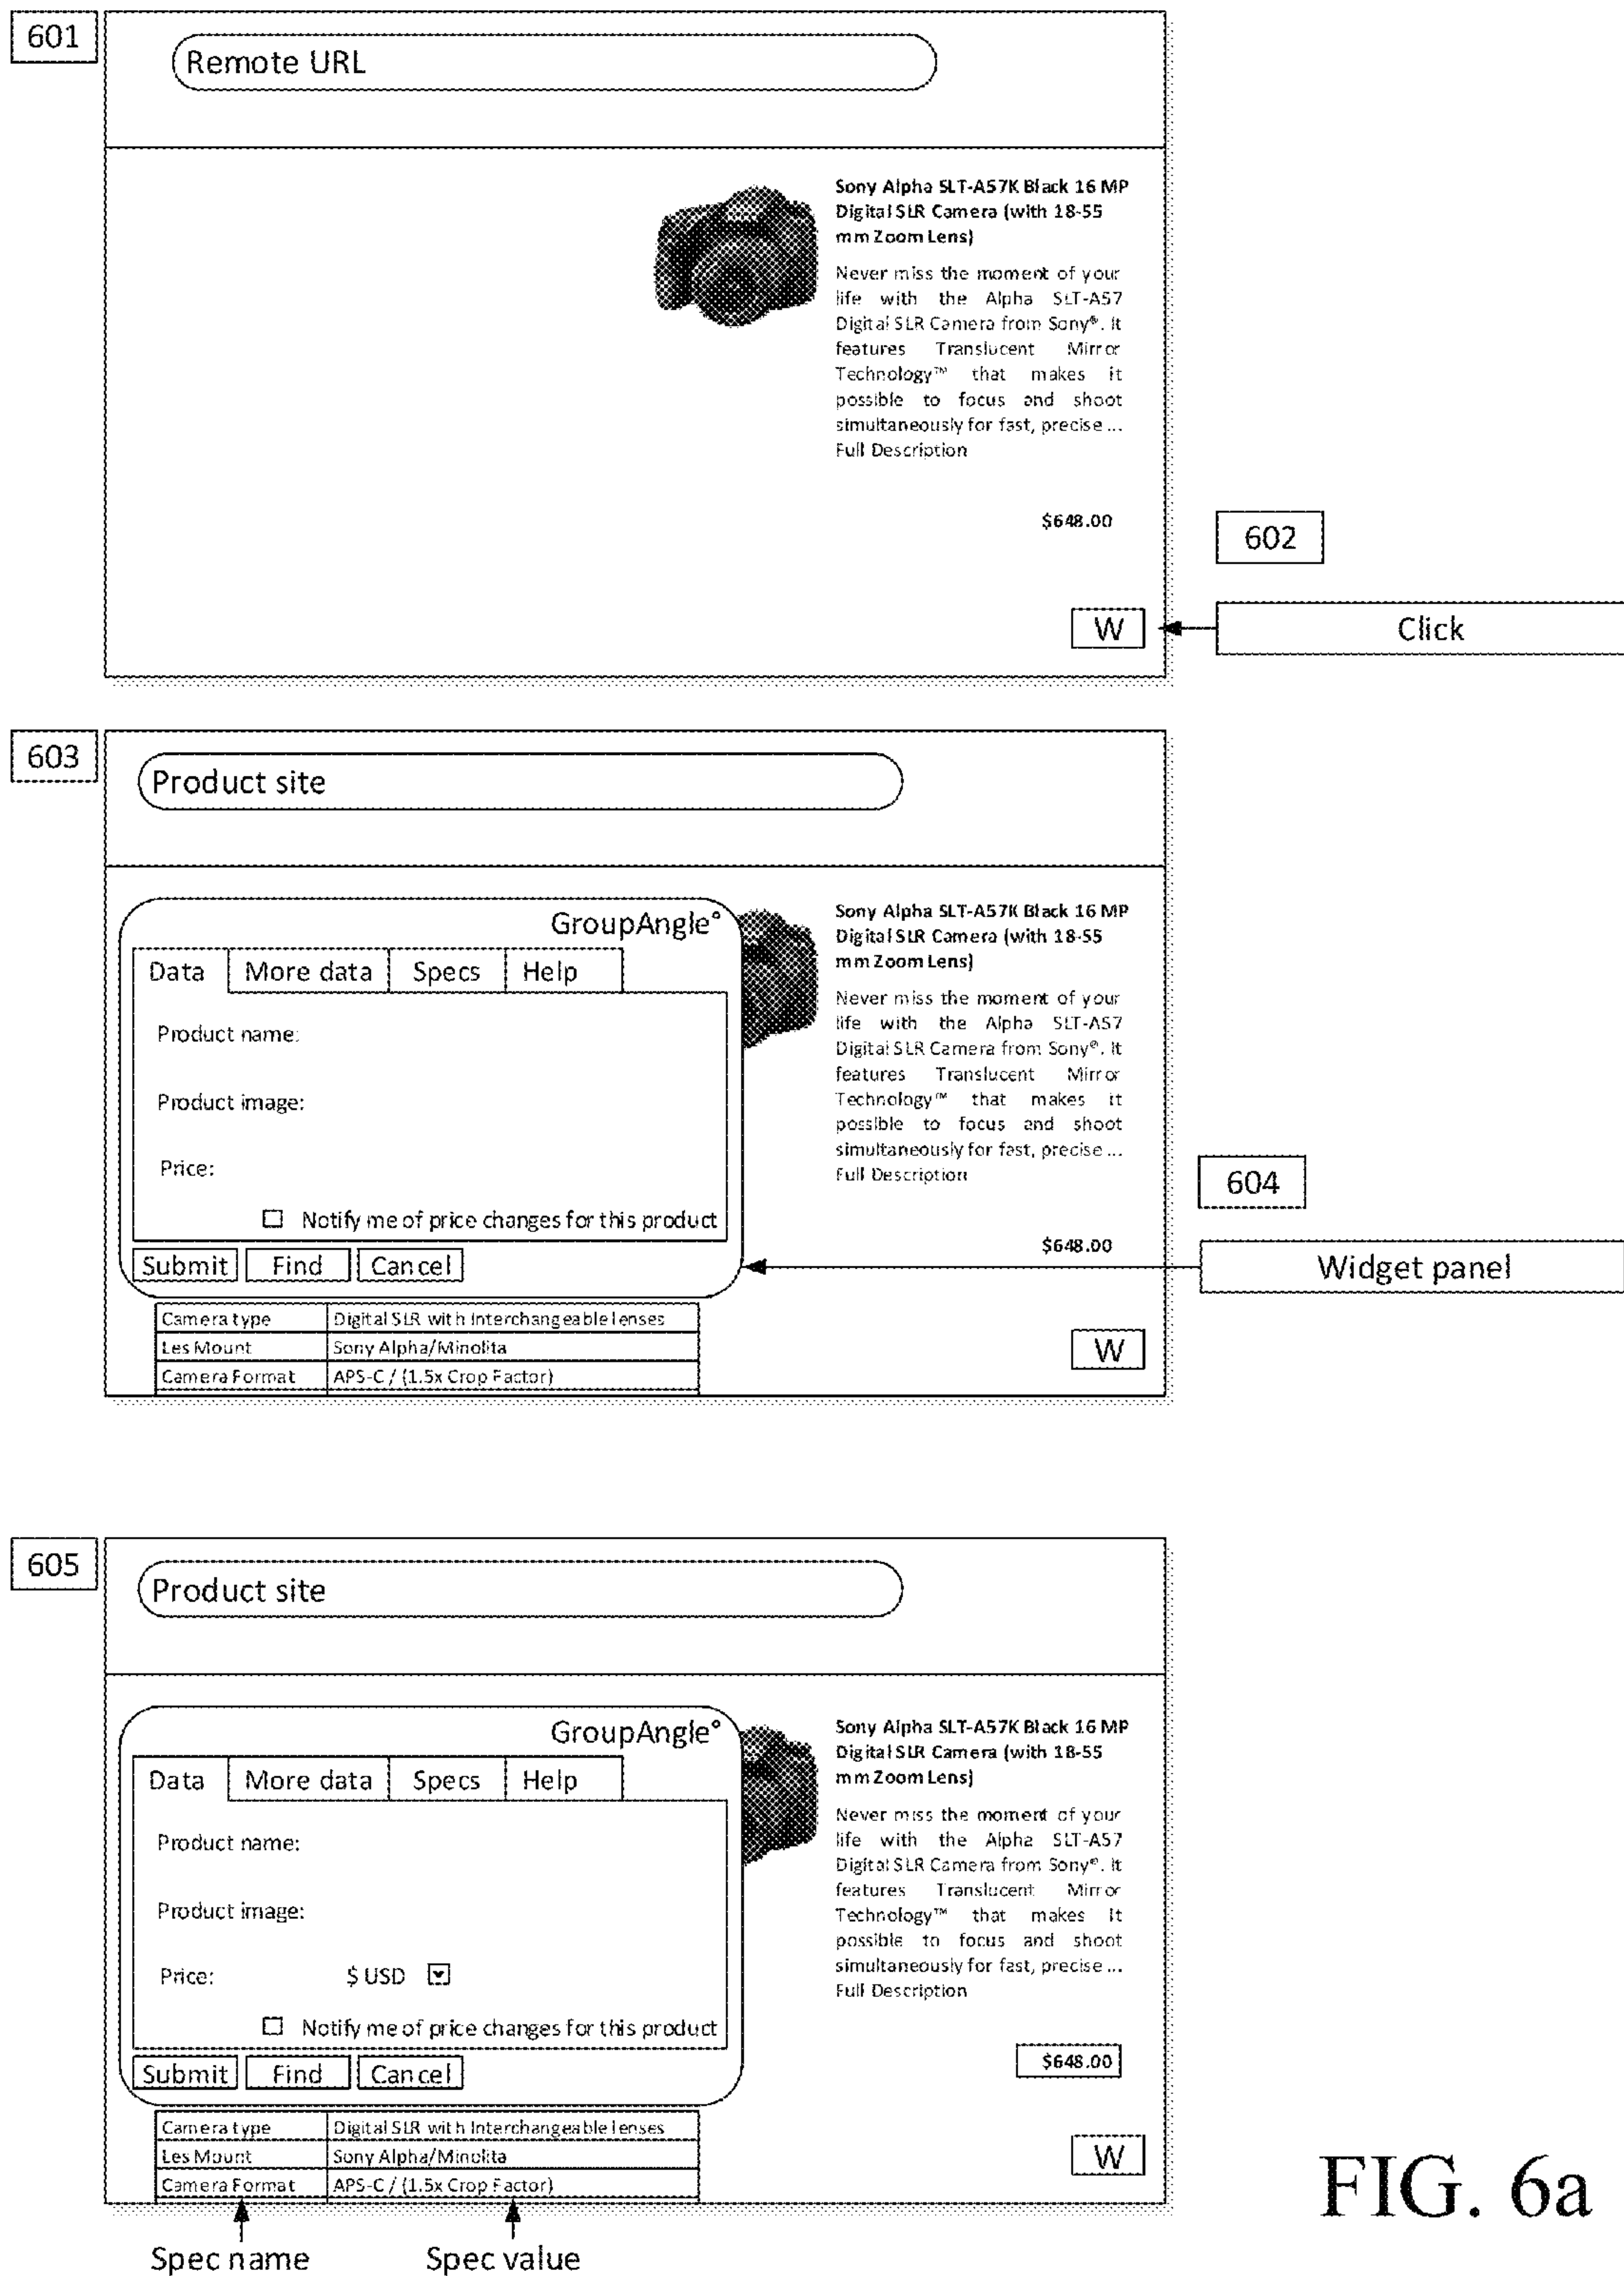 601
Remote URL
Sony Alpha SLT-A57K Black 16 MP
Digital SLR Camera (with 18-55
mm Zoom Lens)
Never miss the moment of your
life with the Alpha SLT-A57
Digital SLR Camera from Sony®. It
features Translucent Mirror
Technology™ that makes it
possible to focus and shoot
simultaneously for fast, precise ...
Full Description
$648.00
602
W
Click
603
Product site
GroupAngle°
Data More data Specs Help
Product name:
Product image:
Price:
Notify me of price changes for this product
Submit Find Cancel
Sony Alpha SLT-A57K Black 16 MP
Digital SLR Camera (with 18-55
mm Zoom Lens)
Never miss the moment of your
life with the Alpha SLT-A57
Digital SLR Camera from Sony®. It
features Translucent Mirror
Technology™ that makes it
possible to focus and shoot
simultaneously for fast, precise ...
Full Description
$648.00
604
Widget panel
Camera type Digital SLR with interchangeable lenses
Les Mount Sony Alpha/Minolita
Camera Format APS-C / (1.5x Crop Factor)
W
605
Product site
GroupAngle°
Data More data Specs Help
Product name:
Product image:
Price: $ USD
Notify me of price changes for this product
Submit Find Cancel
Sony Alpha SLT-A57K Black 16 MP
Digital SLR Camera (with 18-55
mm Zoom Lens)
Never miss the moment of your
life with the Alpha SLT-A57
Digital SLR Camera from Sony®. It
features Translucent Mirror
Technology™ that makes it
possible to focus and shoot
simultaneously for fast, precise ...
Full Description
$648.00
Camera type Digital SLR with interchangeable lenses
Les Mount Sony Alpha/Minolita
Camera Format APS-C / (1.5x Crop Factor)
W
Spec name Spec value
FIG. 6a